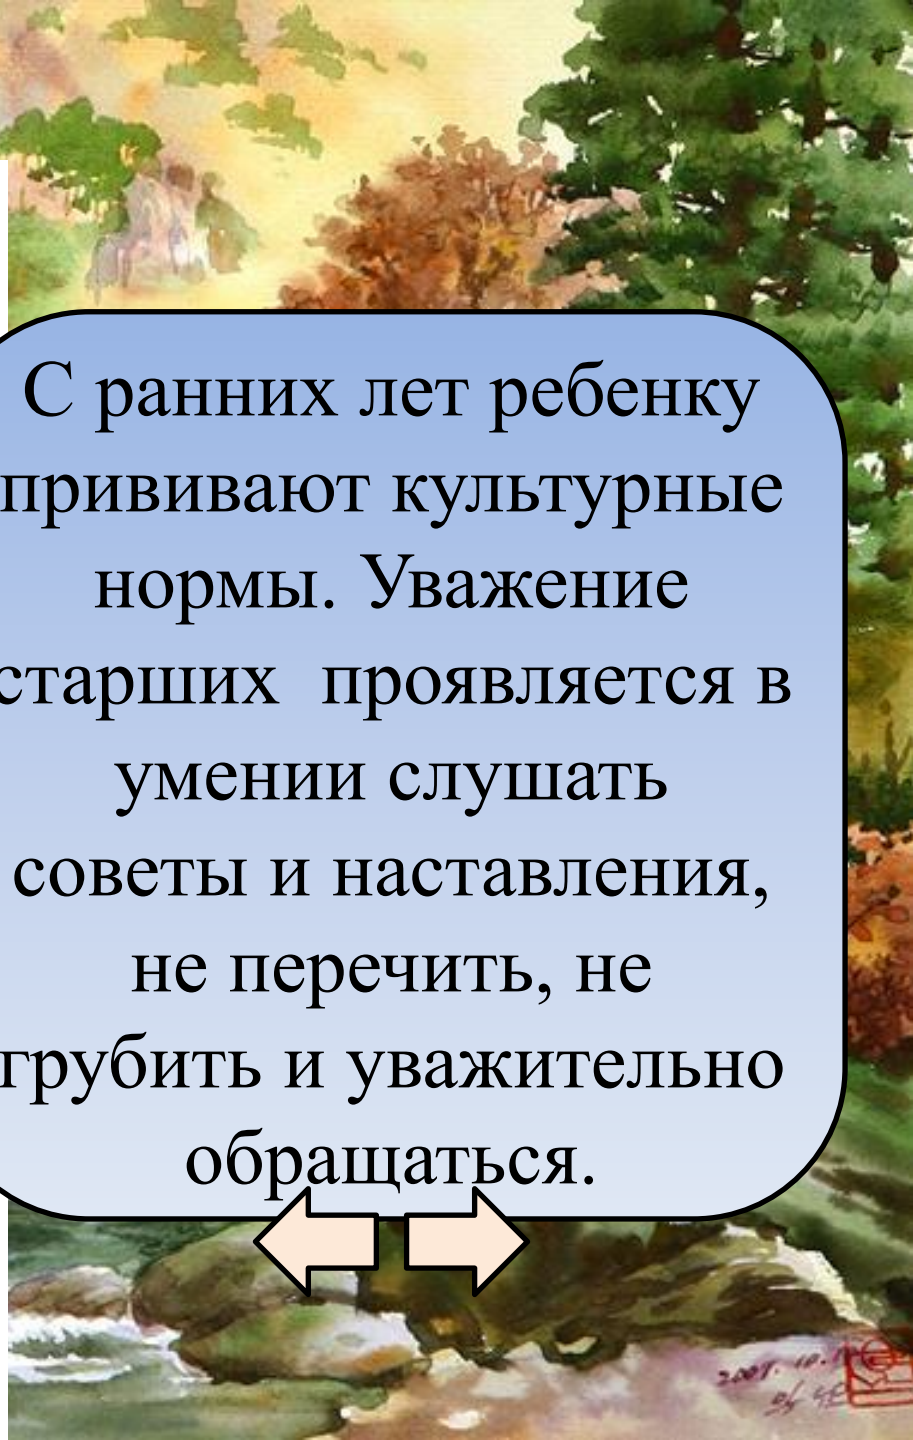 С ранних лет ребенку
прививают культурные
нормы. Уважение
старших проявляется в
умении слушать
советы и наставления,
не перечить, не
грубить и уважительно
обращаться.